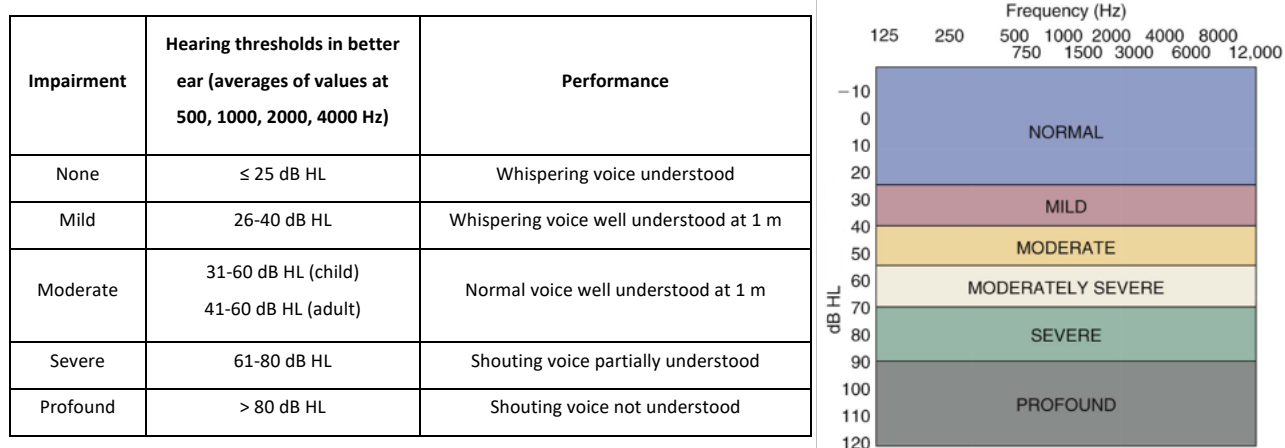 Impairment
Hearing thresholds in better
ear (averages of values at
500, 1000, 2000, 4000 Hz)
Performance
None
≤ 25 dB HL
Whispering voice understood
Mild
26-40 dB HL
Whispering voice well understood at 1 m
Moderate
31-60 dB HL (child)
41-60 dB HL (adult)
Normal voice well understood at 1 m
Severe
61-80 dB HL
Shouting voice partially understood
Profound
> 80 dB HL
Shouting voice not understood
Frequency (Hz)
125 250 500 1000 2000 4000 8000
750 1500 3000 6000 12,000
dB HL
−10
0
10
20
30
40
50
60
70
80
90
100
110
120
NORMAL
MILD
MODERATE
MODERATELY SEVERE
SEVERE
PROFOUND